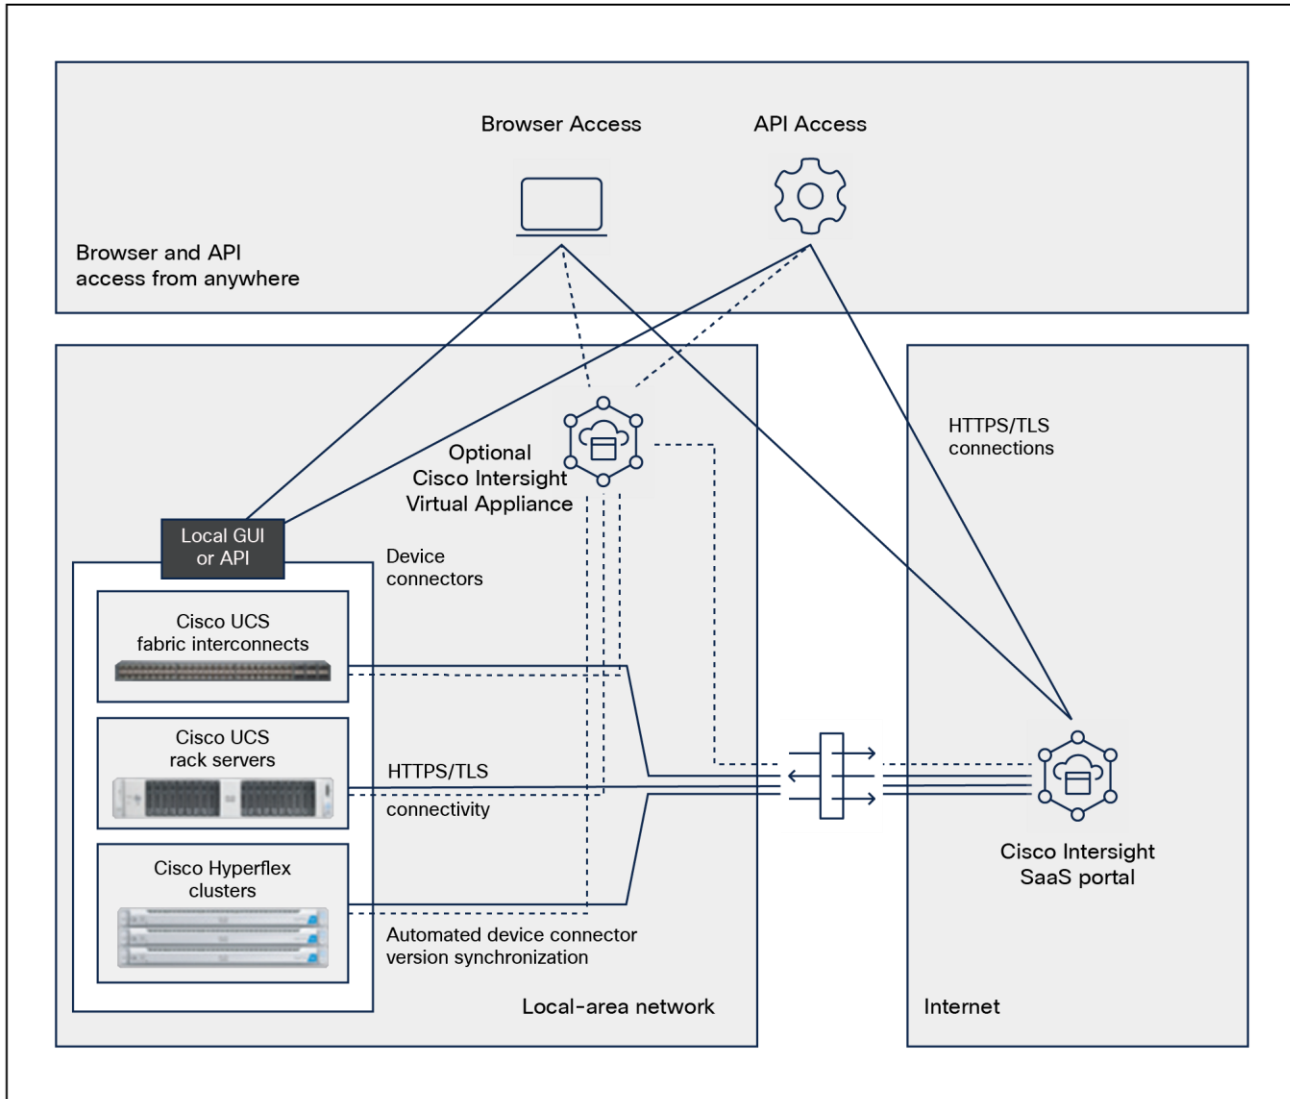 Browser Access
API Access
Browser and API
access from anywhere
HTTPS/TLS
connections
Optional
Cisco Intersight
Virtual Appliance
Local GUI
or API
Device
connectors
Cisco UCS
fabric interconnects
Cisco UCS
rack servers
HTTPS/TLS
connectivity
Cisco Hyperflex
clusters
Automated device connector
version synchronization
Cisco Intersight
SaaS portal
Local-area network
Internet